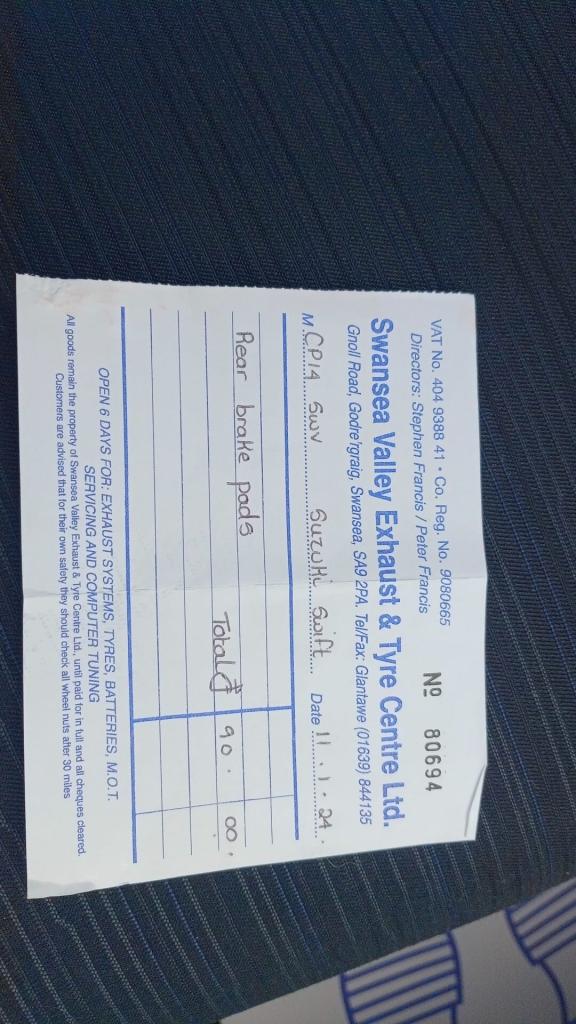 VAT No. 404 9388 41 • Co. Reg. No. 9080665
Directors: Stephen Francis / Peter Francis
Nº 80694
Swansea Valley Exhaust & Tyre Centre Ltd.
Gnoll Road, Godre'rgraig, Swansea, SA9 2PA. Tel/Fax: Glantawe (01639) 844135
M CP14 SWV Suzuki Swift Date 11.1.24.
Rear brake pads
Total 90.00.
OPEN 6 DAYS FOR: EXHAUST SYSTEMS, TYRES, BATTERIES, M.O.T.
SERVICING AND COMPUTER TUNING
All goods remain the property of Swansea Valley Exhaust & Tyre Centre Ltd., until paid for in full and all cheques cleared.
Customers are advised that for their own safety they should check all wheel nuts after 30 miles